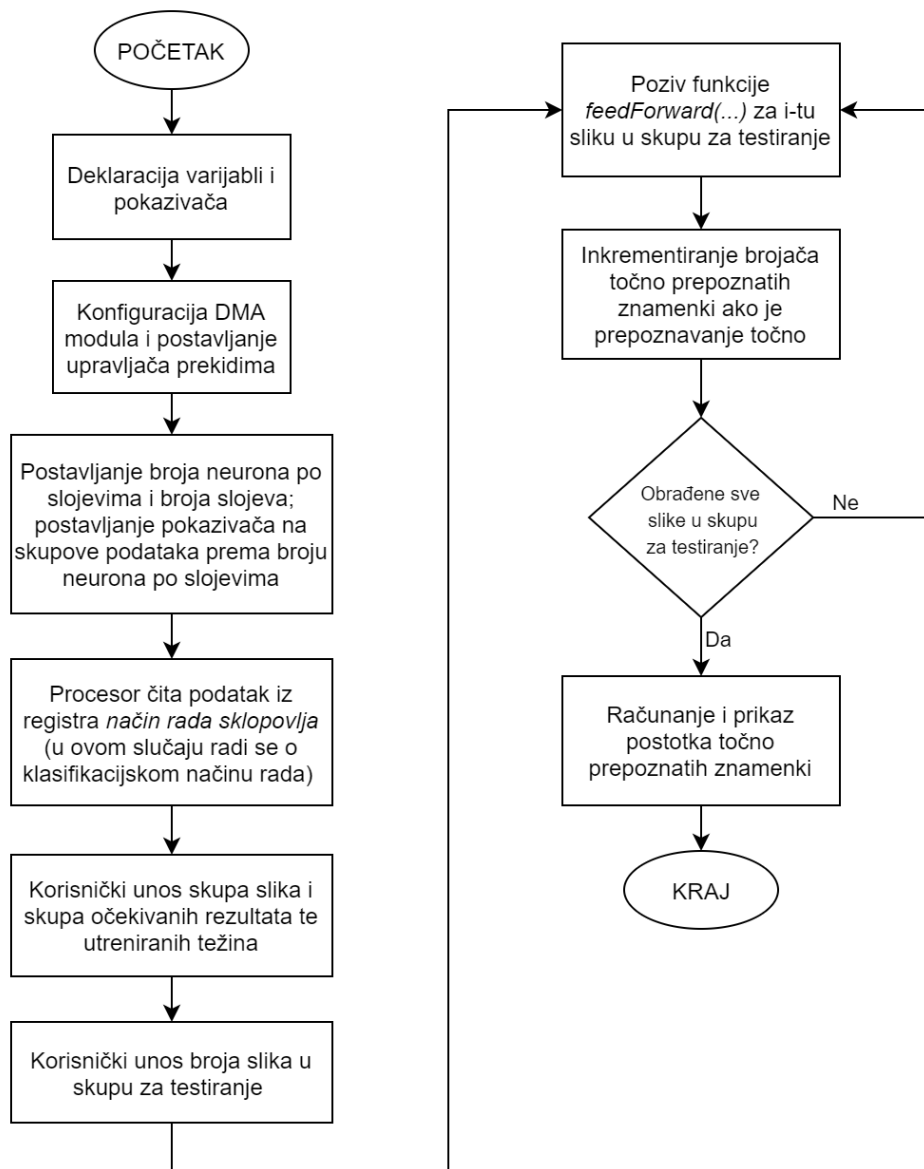 POČETAK
Deklaracija varijabli i
pokazivača
Konfiguracija DMA
modula i postavljanje
upravljača prekidima
Postavljanje broja neurona po
slojevima i broja slojeva;
postavljanje pokazivača na
skupove podataka prema broju
neurona po slojevima
Procesor čita podatak iz
registra način rada sklopovlja
(u ovom slučaju radi se o
klasifikacijskom načinu rada)
Korisnički unos skupa slika i
skupa očekivanih rezultata te
utreniranih težina
Korisnički unos broja slika u
skupu za testiranje
Poziv funkcije
feedForward(...) za i-tu
sliku u skupu za testiranje
Inkrementiranje brojača
točno prepoznatih
znamenki ako je
prepoznavanje točno
Obrađene sve
slike u skupu
za testiranje?
Ne
Da
Računanje i prikaz
postotka točno
prepoznatih znamenki
KRAJ